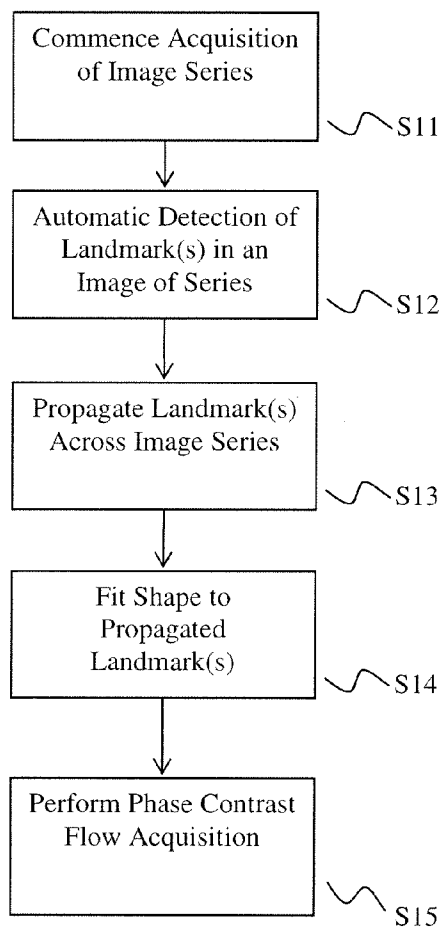 Commence Acquisition
of Image Series
S11
Automatic Detection of
Landmark(s) in an
Image of Series
S12
Propagate Landmark(s)
Across Image Series
S13
Fit Shape to
Propagated
Landmark(s)
S14
Perform Phase Contrast
Flow Acquisition
S15